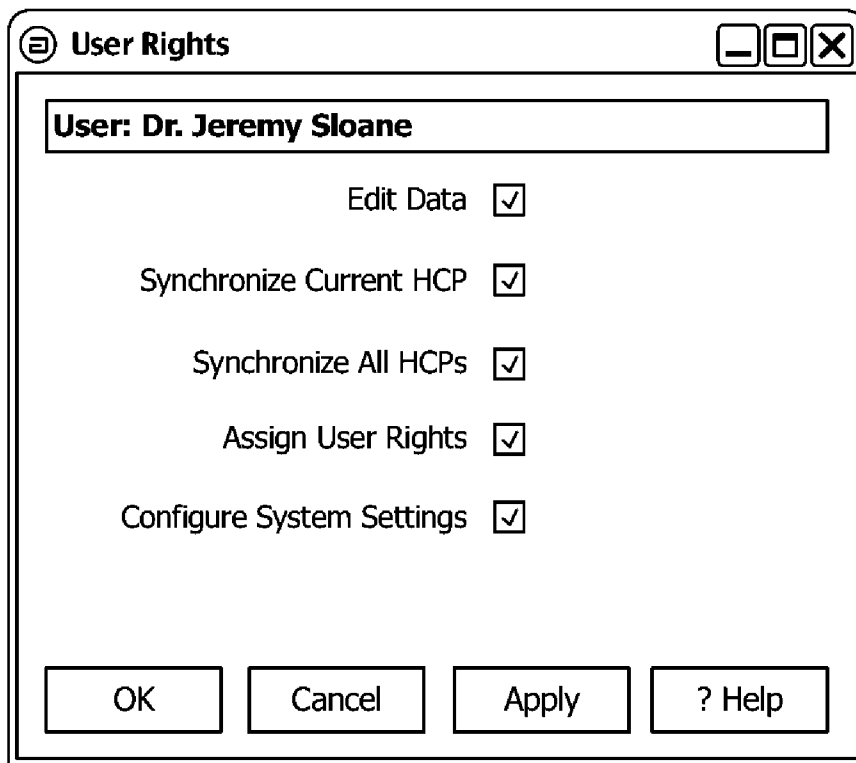 User Rights
User: Dr. Jeremy Sloane
Edit Data
Synchronize Current HCP
Synchronize All HCPs
Assign User Rights
Configure System Settings
OK Cancel Apply ? Help